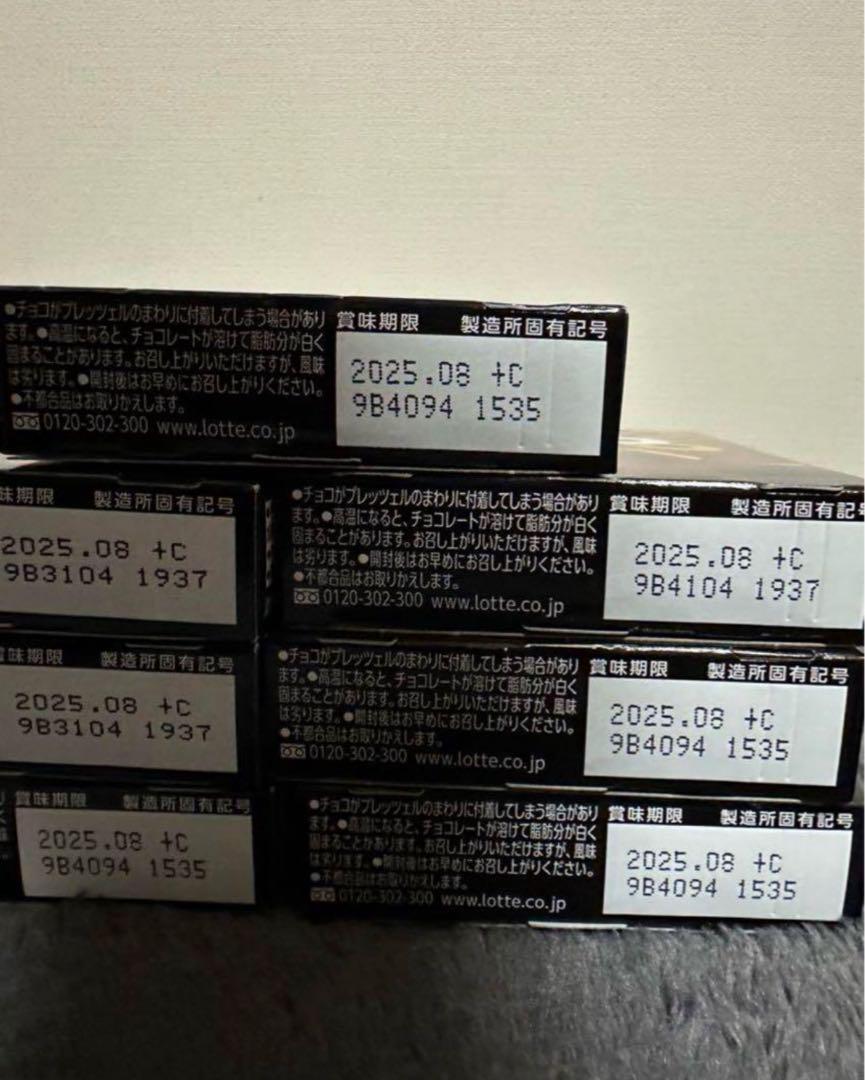 ●チョコがプレッツェルのまわりに付着してしまう場合があり
ます。●高温になると、チョコレートが溶けて脂肪分が白く
固まることがあります。お召し上がりいただけますが、風味
は劣ります。●開封後はお早めにお召し上がりください。
●不都合品はお取りかえします。
0120-302-300 www.lotte.co.jp
賞味期限 製造所固有記号
2025.08 +C
9B4094 1535
味期限 製造所固有記号
2025.08 +C
9B3104 1937
●チョコがプレッツェルのまわりに付着してしまう場合があり
ます。●高温になると、チョコレートが溶けて脂肪分が白く
固まることがあります。お召し上がりいただけますが、風味
は劣ります。●開封後はお早めにお召し上がりください。
●不都合品はお取りかえします。
0120-302-300 www.lotte.co.jp
賞味期限 製造所固有記号
2025.08 +C
9B4104 1937
賞味期限 製造所固有記号
2025.08 +C
9B3104 1937
●チョコがプレッツェルのまわりに付着してしまう場合があり
ます。●高温になると、チョコレートが溶けて脂肪分が白く
固まることがあります。お召し上がりいただけますが、風味
は劣ります。●開封後はお早めにお召し上がりください。
●不都合品はお取りかえします。
0120-302-300 www.lotte.co.jp
賞味期限 製造所固有記号
2025.08 +C
9B4094 1535
賞味期限 製造所固有記号
2025.08 +C
9B4094 1535
●チョコがプレッツェルのまわりに付着してしまう場合があり
ます。●高温になると、チョコレートが溶けて脂肪分が白く
固まることがあります。お召し上がりいただけますが、風味
は劣ります。●開封後はお早めにお召し上がりください。
●不都合品はお取りかえします。
0120-302-300 www.lotte.co.jp
賞味期限 製造所固有記号
2025.08 +C
9B4094 1535